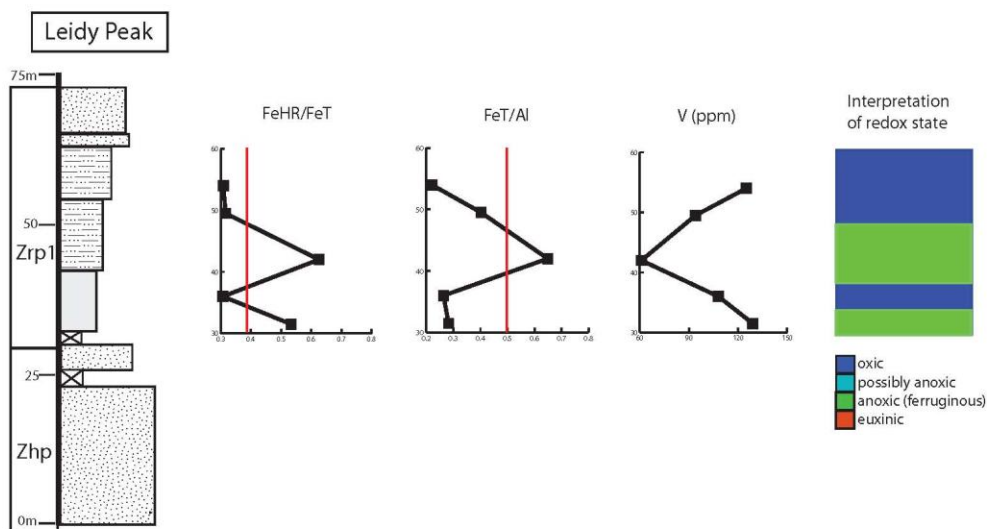 Leidy Peak
75m
50
Zrp1
25
Zhp
0m
FeHR/FeT
60
50
40
30
0.3 0.4 0.5 0.6 0.7 0.8
FeT/Al
60
50
40
30
0.2 0.3 0.4 0.5 0.6 0.7 0.8
V (ppm)
60
50
40
30
60 90 120 150
Interpretation
of redox state
oxic
possibly anoxic
anoxic (ferruginous)
euxinic